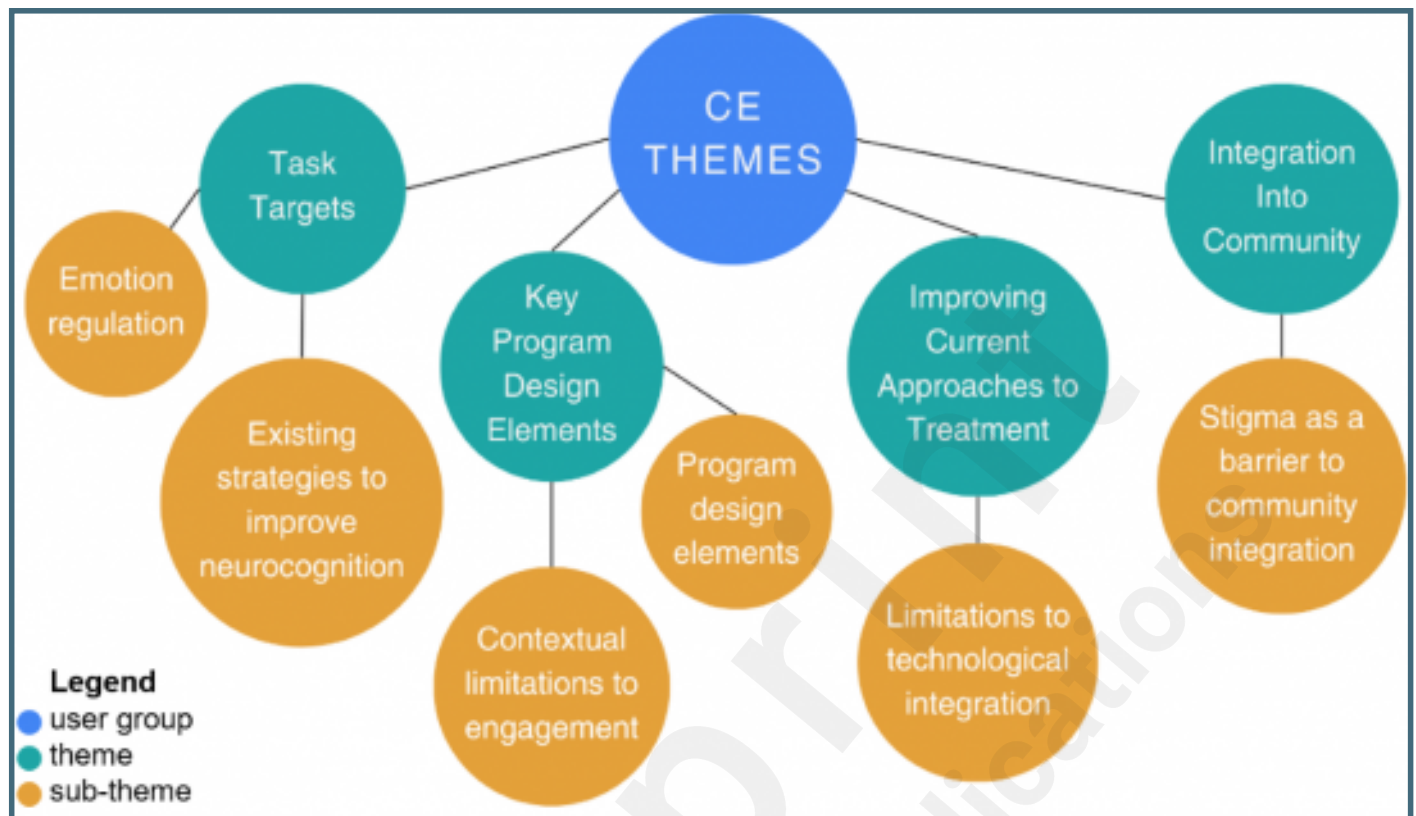 CE
THEMES
Task
Targets
Integration
Into
Community
Emotion
regulation
Key
Program
Design
Elements
Improving
Current
Approaches to
Treatment
Existing
strategies to
improve
neurocognition
Program
design
elements
Stigma as a
barrier to
community
integration
Contextual
limitations to
engagement
Limitations to
technological
integration
Legend
user group
theme
sub-theme
print
lications